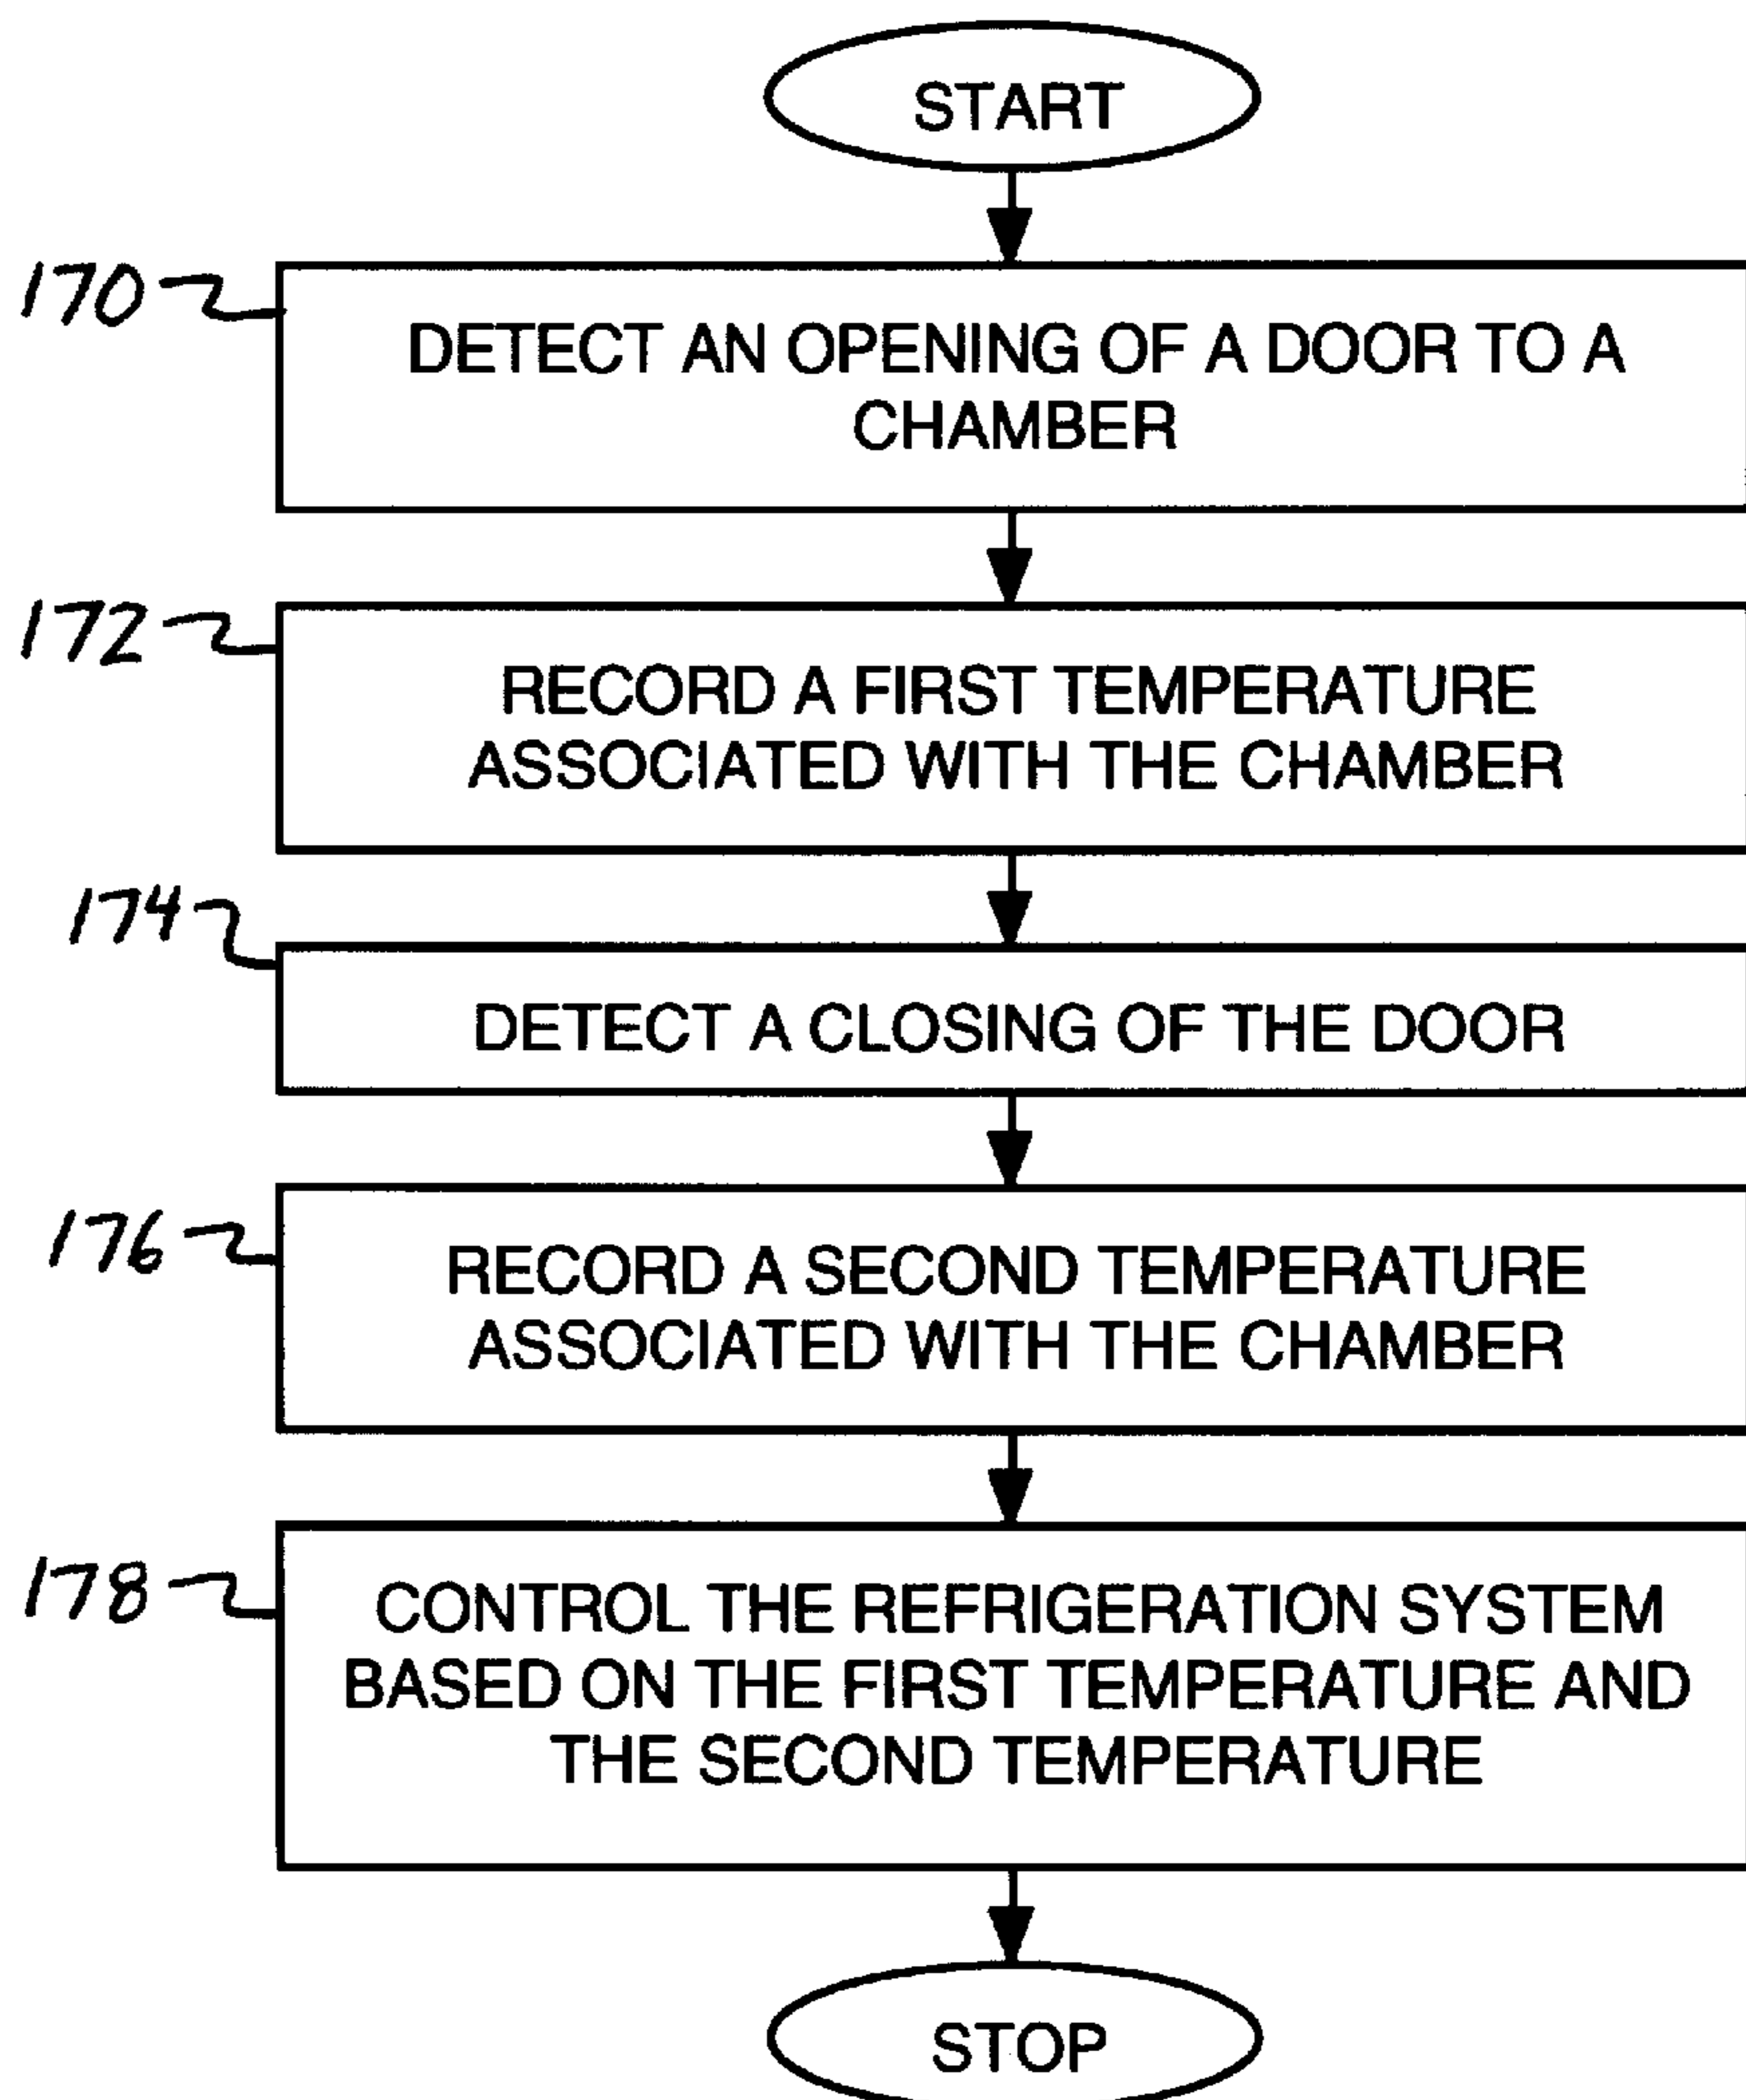 START
170
DETECT AN OPENING OF A DOOR TO A
CHAMBER
172
RECORD A FIRST TEMPERATURE
ASSOCIATED WITH THE CHAMBER
174
DETECT A CLOSING OF THE DOOR
176
RECORD A SECOND TEMPERATURE
ASSOCIATED WITH THE CHAMBER
178
CONTROL THE REFRIGERATION SYSTEM
BASED ON THE FIRST TEMPERATURE AND
THE SECOND TEMPERATURE
STOP